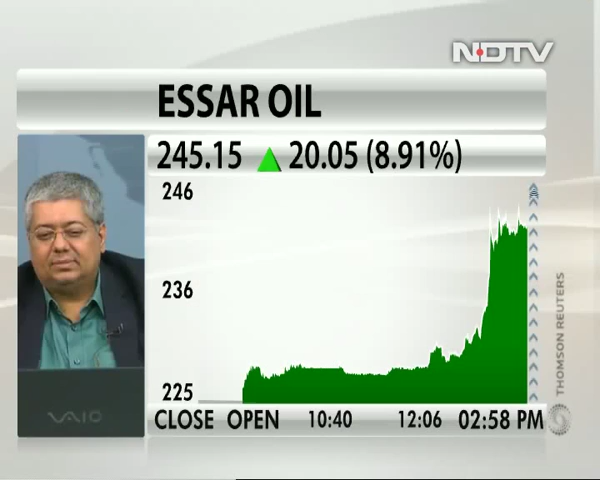 NDTV
ESSAR OIL
245.15 ▲ 20.05 (8.91%)
246
236
225
CLOSE OPEN 10:40 12:06 02:58 PM
THOMSON REUTERS
VAIO